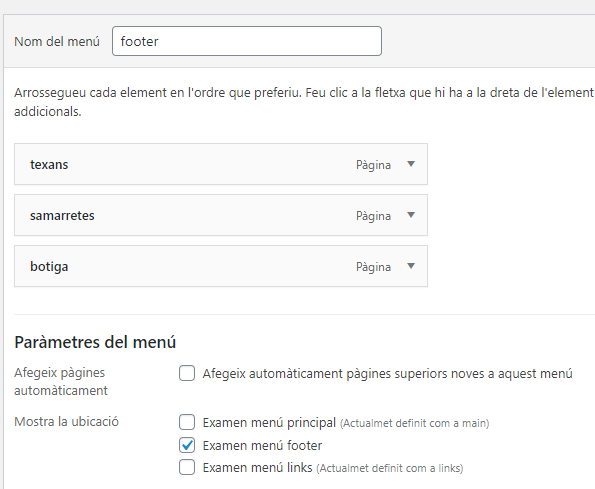 Nom del menú footer
Arrossegueu cada element en l'ordre que preferiu. Feu clic a la fletxa que hi ha a la dreta de l'element
addicionals.
texans Pàgina
samarretes Pàgina
botiga Pàgina
Paràmetres del menú
Afegeix pàgines
automàticament
Afegeix automàticament pàgines superiors noves a aquest menú
Mostra la ubicació
Examen menú principal (Actualmet definit com a main)
Examen menú footer
Examen menú links (Actualmet definit com a links)